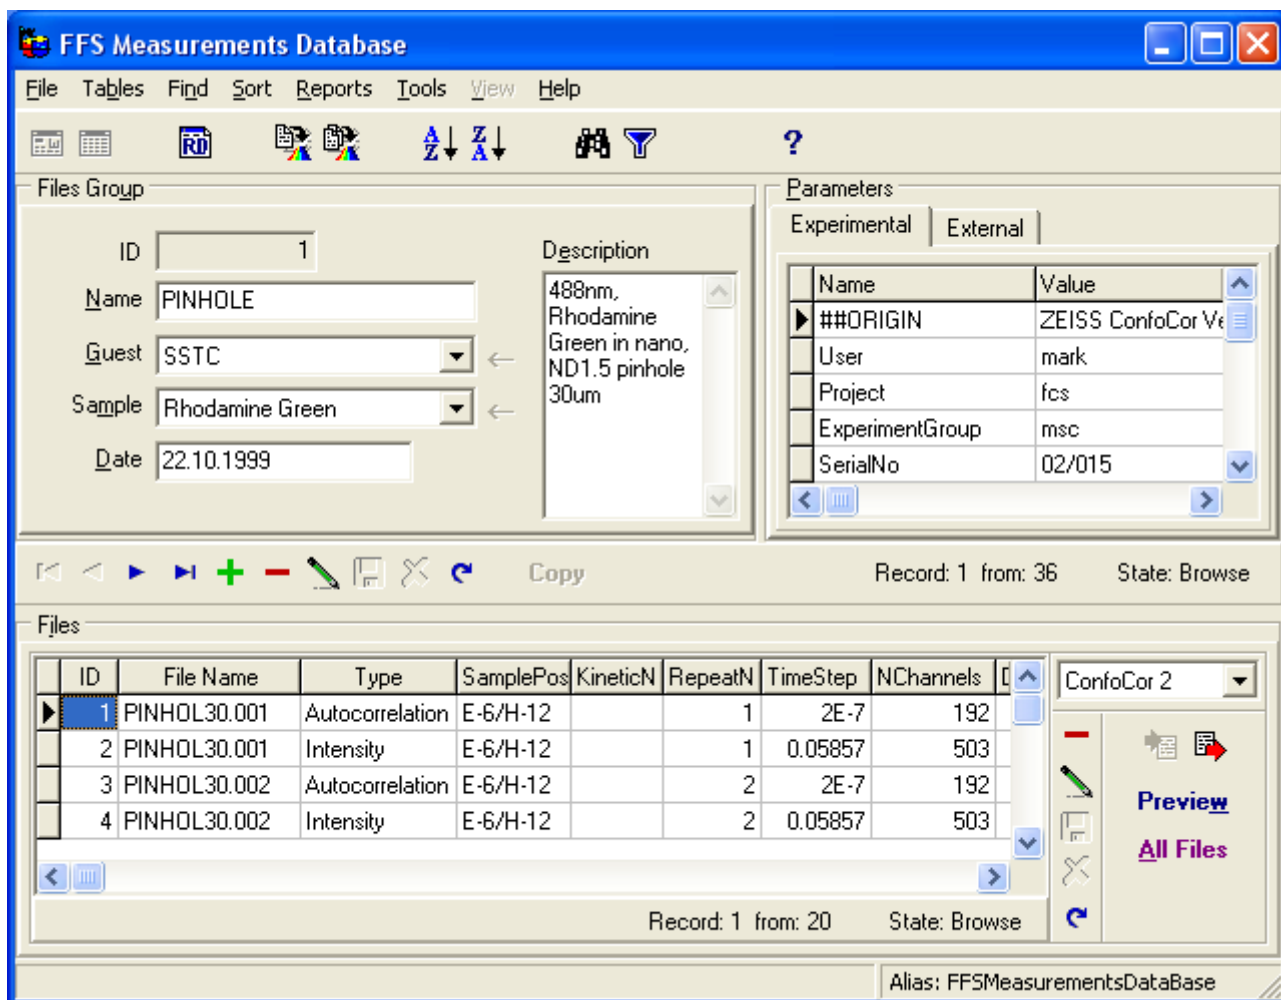 FFS Measurements Database
File Tables Find Sort Reports Tools View Help
RD A Z Z A ?
Files Group
ID 1
Name PINHOLE
Guest SSTC
Sample Rhodamine Green
Date 22.10.1999
Description
488nm,
Rhodamine
Green in nano,
ND1.5 pinhole
30um
Parameters
Experimental External
Name Value
##ORIGIN ZEISS ConfoCor Ve
User mark
Project fcs
ExperimentGroup msc
SerialNo 02/015
Copy Record: 1 from: 36 State: Browse
Files
ID File Name Type SamplePos KineticN RepeatN TimeStep NChannels
1 PINHOL30.001 Autocorrelation E-6/H-12 1 2E-7 192
2 PINHOL30.001 Intensity E-6/H-12 1 0.05857 503
3 PINHOL30.002 Autocorrelation E-6/H-12 2 2E-7 192
4 PINHOL30.002 Intensity E-6/H-12 2 0.05857 503
Record: 1 from: 20 State: Browse
ConfoCor 2
Preview
All Files
Alias: FFSMeasurementsDataBase